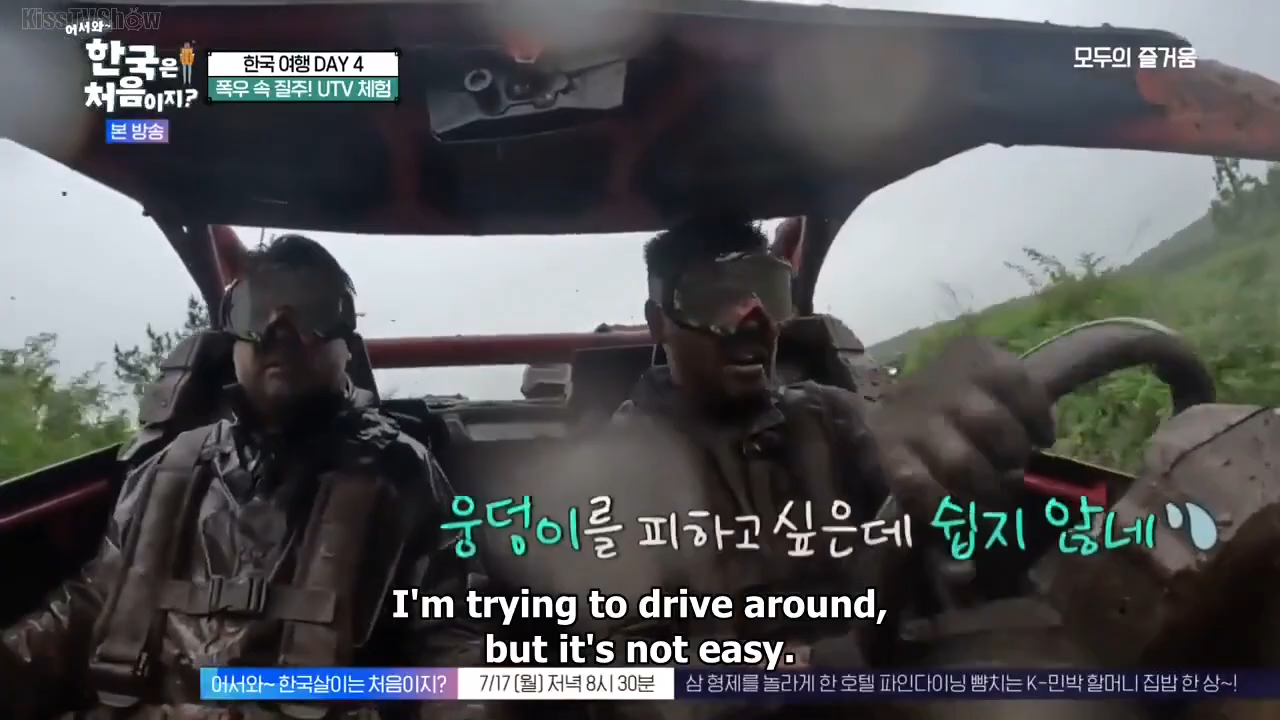 KissTVShow
어서와~
한국은
처음이지?
본 방송
한국 여행 DAY 4
폭우 속 질주! UTV 체험
모두의 즐거움
웅덩이를 피하고 싶은데 쉽지 않네
I'm trying to drive around,
but it's not easy.
어서와~ 한국살이는 처음이지? 7/17 (월) 저녁 8시 30분 삼 형제를 놀라게 한 호텔 파인다이닝 뺨치는 K-민박 할머니 집밥 한 상~!